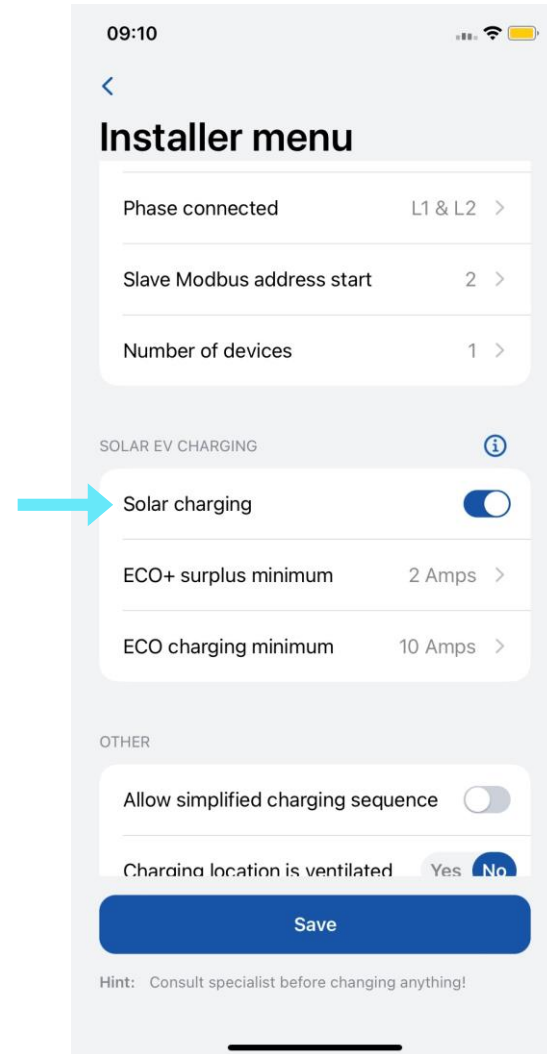 09:10
Installer menu
Phase connected L1 & L2
Slave Modbus address start 2
Number of devices 1
SOLAR EV CHARGING
Solar charging
ECO+ surplus minimum 2 Amps
ECO charging minimum 10 Amps
OTHER
Allow simplified charging sequence
Charging location is ventilated Yes No
Save
Hint: Consult specialist before changing anything!